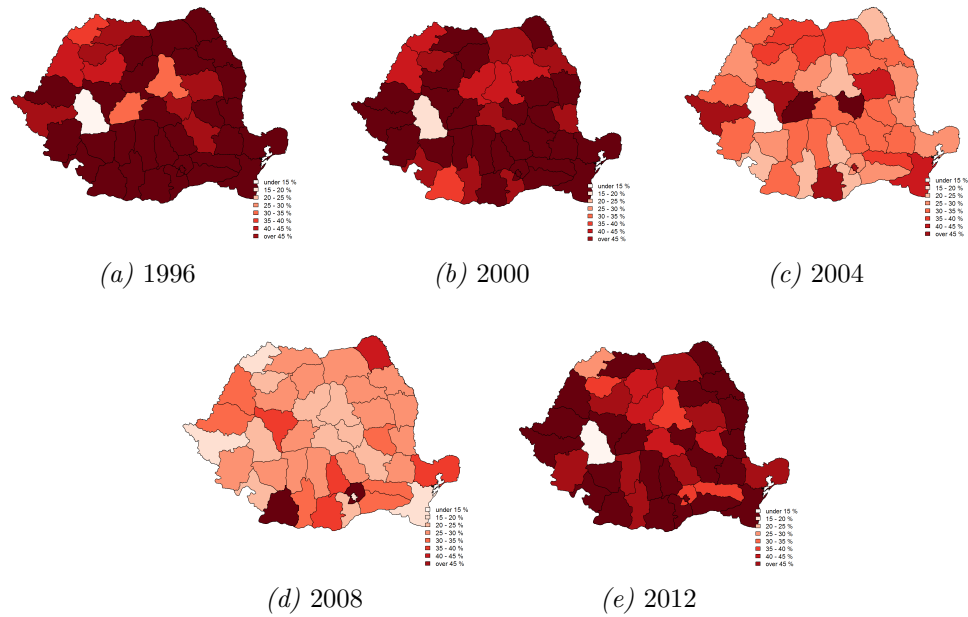 under 15 %
15 - 20 %
20 - 25 %
25 - 30 %
30 - 35 %
35 - 40 %
40 - 45 %
over 45 %
(a) 1996
under 15 %
15 - 20 %
20 - 25 %
25 - 30 %
30 - 35 %
35 - 40 %
40 - 45 %
over 45 %
(b) 2000
under 15 %
15 - 20 %
20 - 25 %
25 - 30 %
30 - 35 %
35 - 40 %
40 - 45 %
over 45 %
(c) 2004
under 15 %
15 - 20 %
20 - 25 %
25 - 30 %
30 - 35 %
35 - 40 %
40 - 45 %
over 45 %
(d) 2008
under 15 %
15 - 20 %
20 - 25 %
25 - 30 %
30 - 35 %
35 - 40 %
40 - 45 %
over 45 %
(e) 2012